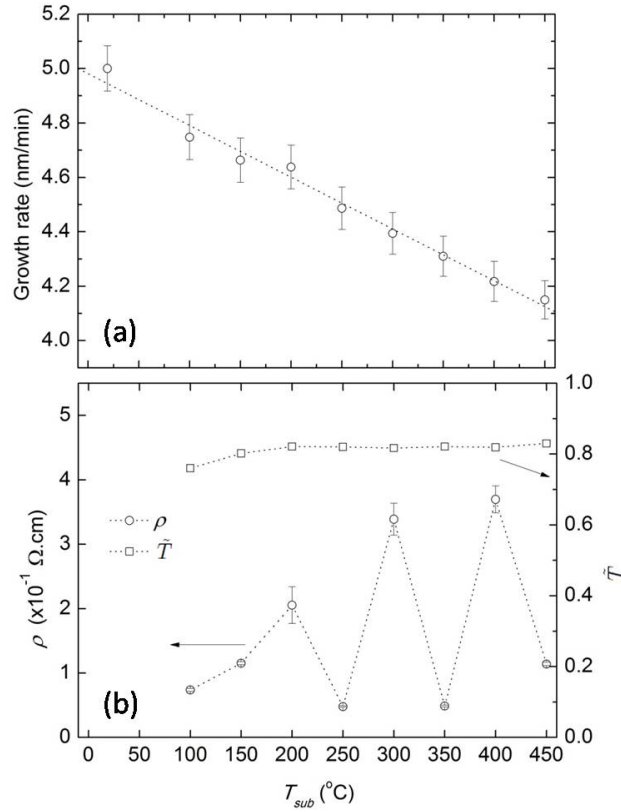 5.2
5.0
4.8
4.6
4.4
4.2
4.0
Growth rate (nm/min)
(a)
5
4
3
2
1
0
ρ (x10⁻¹ Ω.cm)
1.0
0.8
0.6
0.4
0.2
0.0
T̃
ρ
T̃
(b)
0 50 100 150 200 250 300 350 400 450
T_sub (°C)